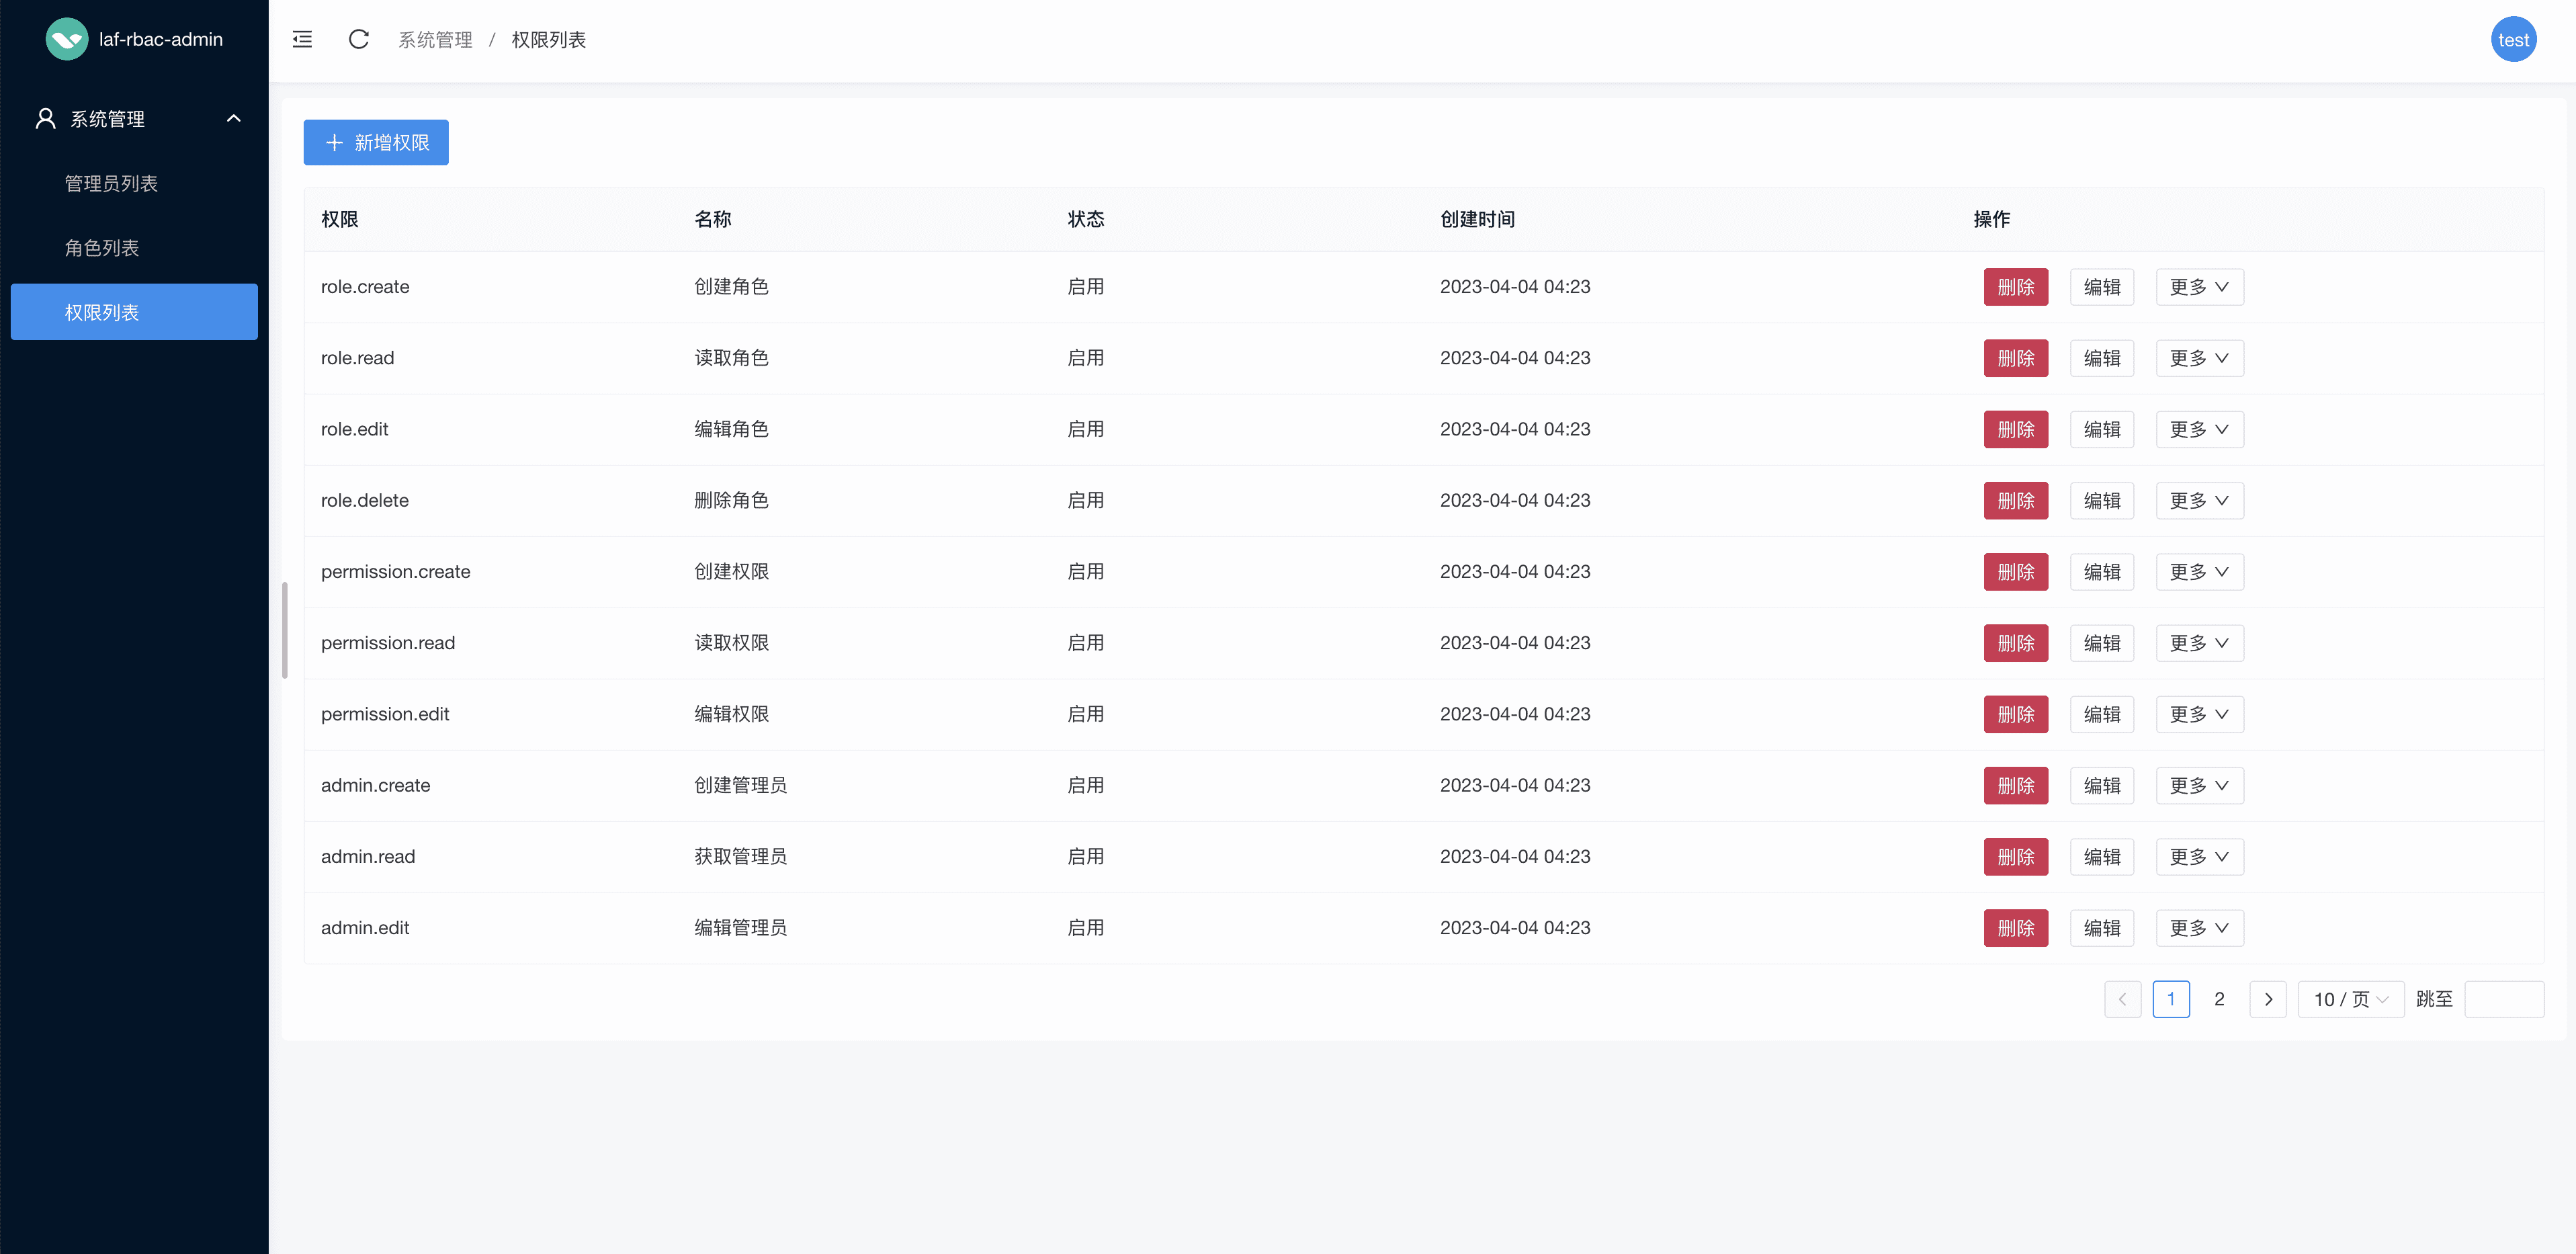 laf-rbac-admin
系统管理 / 权限列表
test
系统管理
管理员列表
角色列表
权限列表
新增权限
权限 名称 状态 创建时间 操作
role.create 创建角色 启用 2023-04-04 04:23 删除 编辑 更多
role.read 读取角色 启用 2023-04-04 04:23 删除 编辑 更多
role.edit 编辑角色 启用 2023-04-04 04:23 删除 编辑 更多
role.delete 删除角色 启用 2023-04-04 04:23 删除 编辑 更多
permission.create 创建权限 启用 2023-04-04 04:23 删除 编辑 更多
permission.read 读取权限 启用 2023-04-04 04:23 删除 编辑 更多
permission.edit 编辑权限 启用 2023-04-04 04:23 删除 编辑 更多
admin.create 创建管理员 启用 2023-04-04 04:23 删除 编辑 更多
admin.read 获取管理员 启用 2023-04-04 04:23 删除 编辑 更多
admin.edit 编辑管理员 启用 2023-04-04 04:23 删除 编辑 更多
1 2 10 / 页 跳至